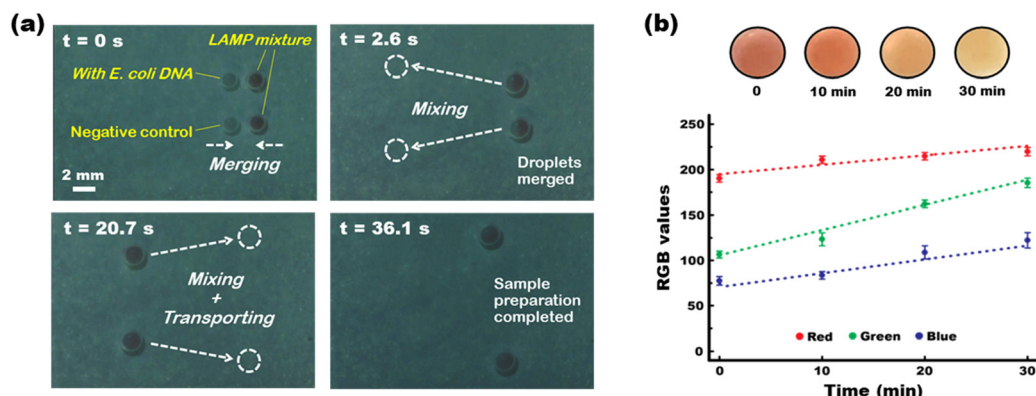 (a)
t = 0 s
LAMP mixture
With E. coli DNA
Negative control
Merging
2 mm
t = 2.6 s
Mixing
Droplets
merged
t = 20.7 s
Mixing
+
Transporting
t = 36.1 s
Sample
preparation
completed
(b)
0
10 min
20 min
30 min
250
200
150
100
75
50
25
0
RGB values
Red
Green
Blue
0
10
20
30
Time (min)